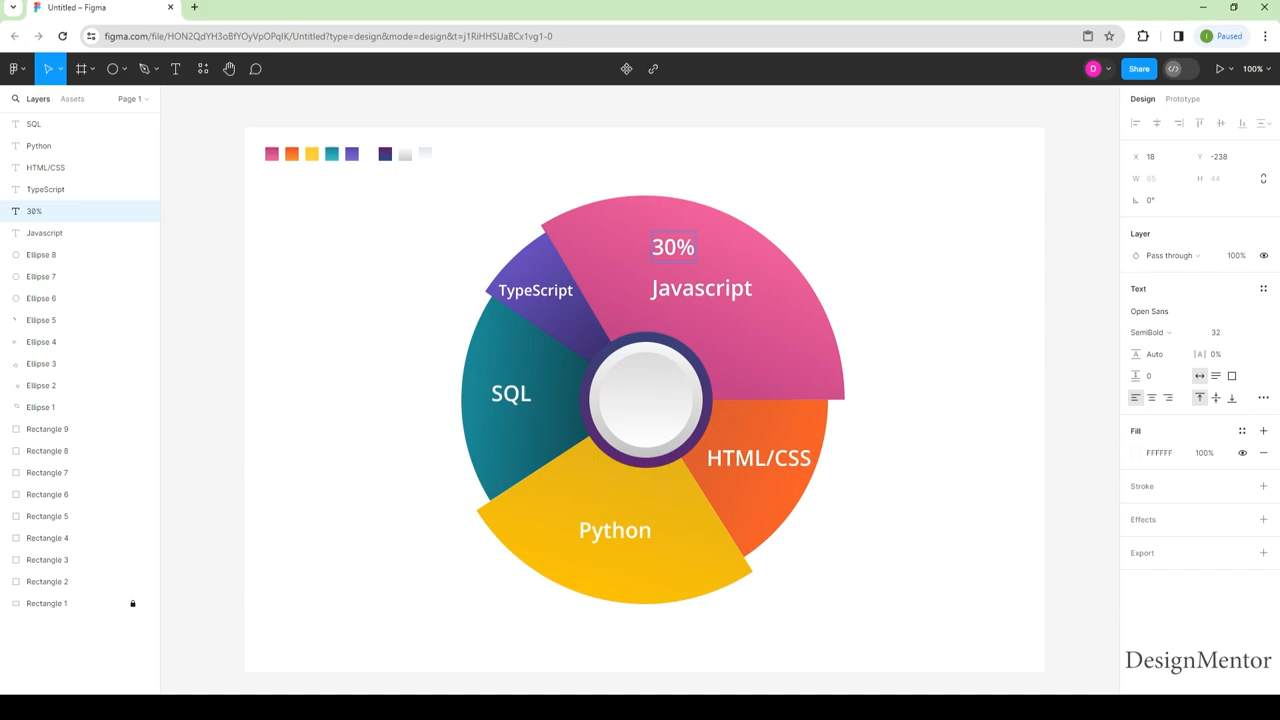 Untitled – Figma
figma.com/file/HON2QdYH3oBfYOyVpOPqlK/Untitled?type=design&mode=design&t=j1RiHHSUaBCx1vg1-0
Paused
D
Share
100%
Layers
Assets
Page 1
SQL
Python
HTML/CSS
TypeScript
30%
Javascript
Ellipse 8
Ellipse 7
Ellipse 6
Ellipse 5
Ellipse 4
Ellipse 3
Ellipse 2
Ellipse 1
Rectangle 9
Rectangle 8
Rectangle 7
Rectangle 6
Rectangle 5
Rectangle 4
Rectangle 3
Rectangle 2
Rectangle 1
30%
Javascript
TypeScript
SQL
HTML/CSS
Python
Design
Prototype
X 18 Y -238
W 65 H 44
0°
Layer
Pass through 100%
Text
Open Sans
SemiBold 32
Auto |A| 0%
0
Fill
FFFFFF 100%
Stroke
Effects
Export
DesignMentor